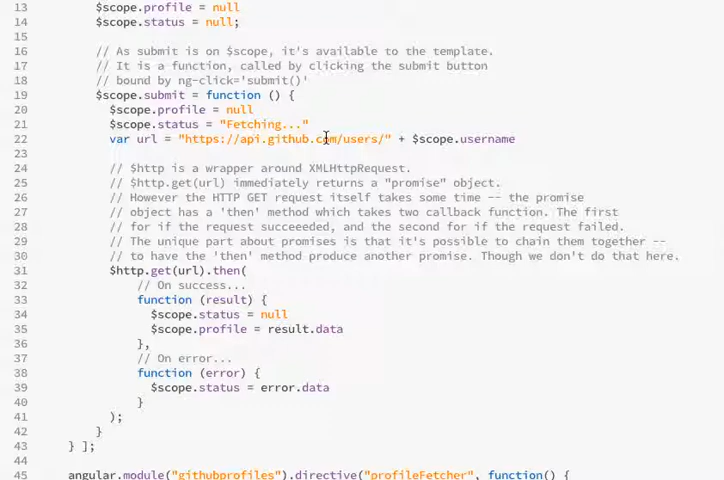 13 $scope.profile = null
14 $scope.status = null;
15
16 // As submit is on $scope, it's available to the template.
17 // It is a function, called by clicking the submit button
18 // bound by ng-click='submit()'
19 $scope.submit = function () {
20 $scope.profile = null
21 $scope.status = "Fetching..."
22 var url = "https://api.github.com/users/" + $scope.username
23
24 // $http is a wrapper around XMLHttpRequest.
25 // $http.get(url) immediately returns a "promise" object.
26 // However the HTTP GET request itself takes some time -- the promise
27 // object has a 'then' method which takes two callback function. The first
28 // for if the request succeeeded, and the second for if the request failed.
29 // The unique part about promises is that it's possible to chain them together --
30 // to have the 'then' method produce another promise. Though we don't do that here.
31 $http.get(url).then(
32 // On success...
33 function (result) {
34 $scope.status = null
35 $scope.profile = result.data
36 },
37 // On error...
38 function (error) {
39 $scope.status = error.data
40 }
41 );
42 }
43 } ];
44
45 angular.module("githubprofiles").directive("profileFetcher", function() {